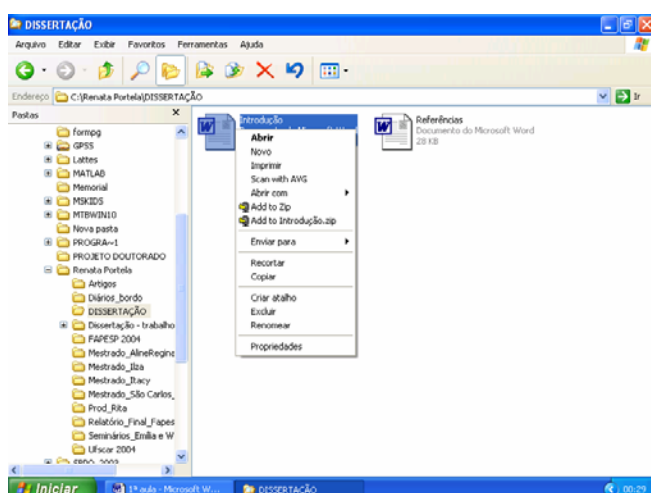 DISSERTAÇÃO
Arquivo Editar Exibir Favoritos Ferramentas Ajuda
Endereço C:\Renata Portela\DISSERTAÇÃO Ir
Pastas
formpg
GPSS
Lattes
MATLAB
Memorial
MSKIDS
MTBWIN10
Nova pasta
PROGRA~1
PROJETO DOUTORADO
Renata Portela
Artigos
Diários_bordo
DISSERTAÇÃO
Dissertação - trabalho
FAPESP 2004
Mestrado_AlineRegina
Mestrado_Ilza
Mestrado_Itacy
Mestrado_São Carlos_
Prod_Rita
Relatório_Final_Fapes
Seminários_Emília e W
Ufscar 2004
Introdução
Abrir
Novo
Imprimir
Scan with AVG
Abrir com
Add to Zip
Add to Introdução.zip
Enviar para
Recortar
Copiar
Criar atalho
Excluir
Renomear
Propriedades
Referências
Documento do Microsoft Word
28 KB
Iniciar 1ª aula - Microsoft W... DISSERTAÇÃO 00:29